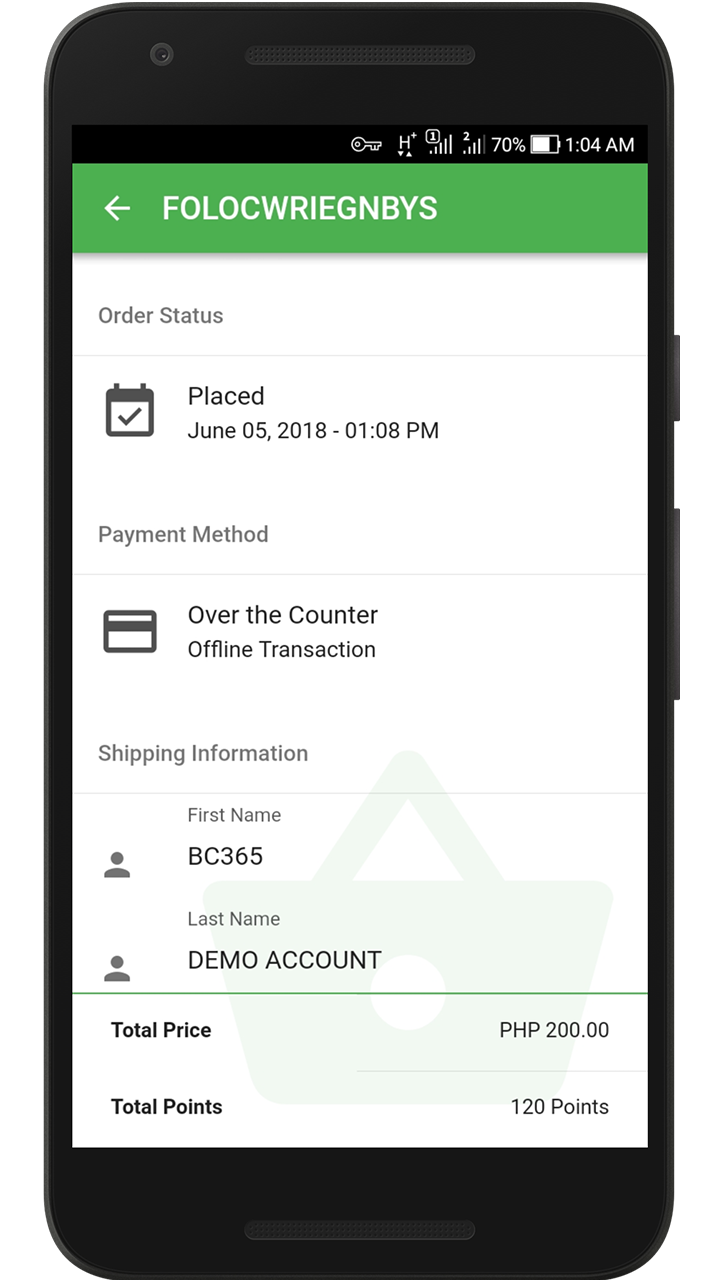 H+ 1 2 70% 1:04 AM
FOLOCWRIEGNBYS
Order Status
Placed
June 05, 2018 - 01:08 PM
Payment Method
Over the Counter
Offline Transaction
Shipping Information
First Name
BC365
Last Name
DEMO ACCOUNT
Total Price PHP 200.00
Total Points 120 Points